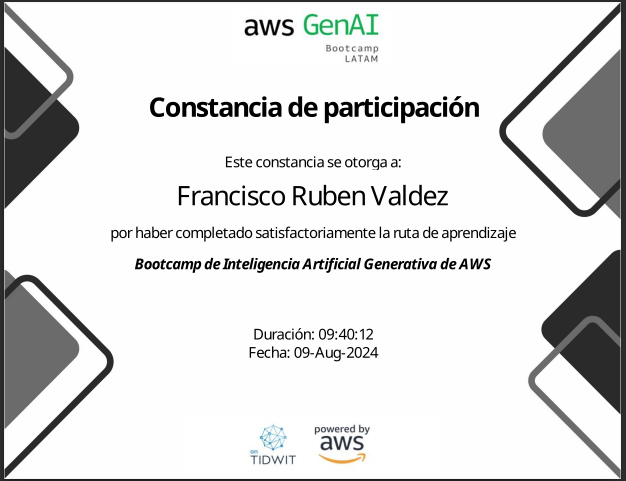 aws GenAI
Bootcamp
LATAM
Constancia de participación
Este constancia se otorga a:
Francisco Ruben Valdez
por haber completado satisfactoriamente la ruta de aprendizaje
Bootcamp de Inteligencia Artificial Generativa de AWS
Duración: 09:40:12
Fecha: 09-Aug-2024
on
TIDWIT
powered by
aws